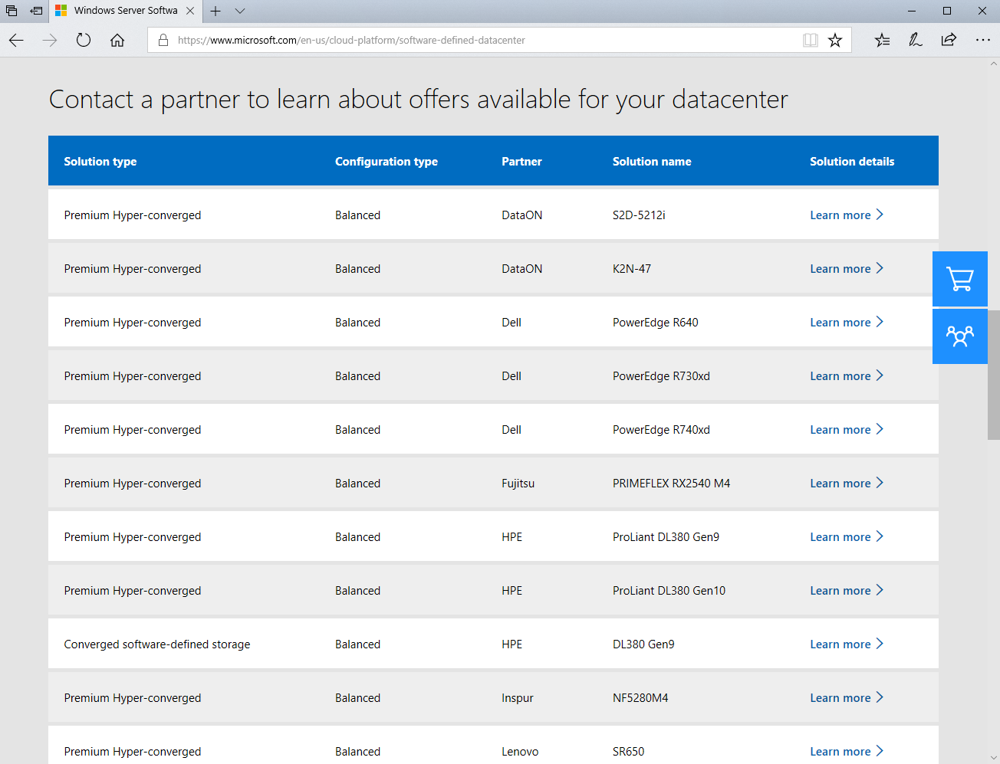 Windows Server Softwa
https://www.microsoft.com/en-us/cloud-platform/software-defined-datacenter
Contact a partner to learn about offers available for your datacenter
Solution type Configuration type Partner Solution name Solution details
Premium Hyper-converged Balanced DataON S2D-5212i Learn more
Premium Hyper-converged Balanced DataON K2N-47 Learn more
Premium Hyper-converged Balanced Dell PowerEdge R640 Learn more
Premium Hyper-converged Balanced Dell PowerEdge R730xd Learn more
Premium Hyper-converged Balanced Dell PowerEdge R740xd Learn more
Premium Hyper-converged Balanced Fujitsu PRIMEFLEX RX2540 M4 Learn more
Premium Hyper-converged Balanced HPE ProLiant DL380 Gen9 Learn more
Premium Hyper-converged Balanced HPE ProLiant DL380 Gen10 Learn more
Converged software-defined storage Balanced HPE DL380 Gen9 Learn more
Premium Hyper-converged Balanced Inspur NF5280M4 Learn more
Premium Hyper-converged Balanced Lenovo SR650 Learn more